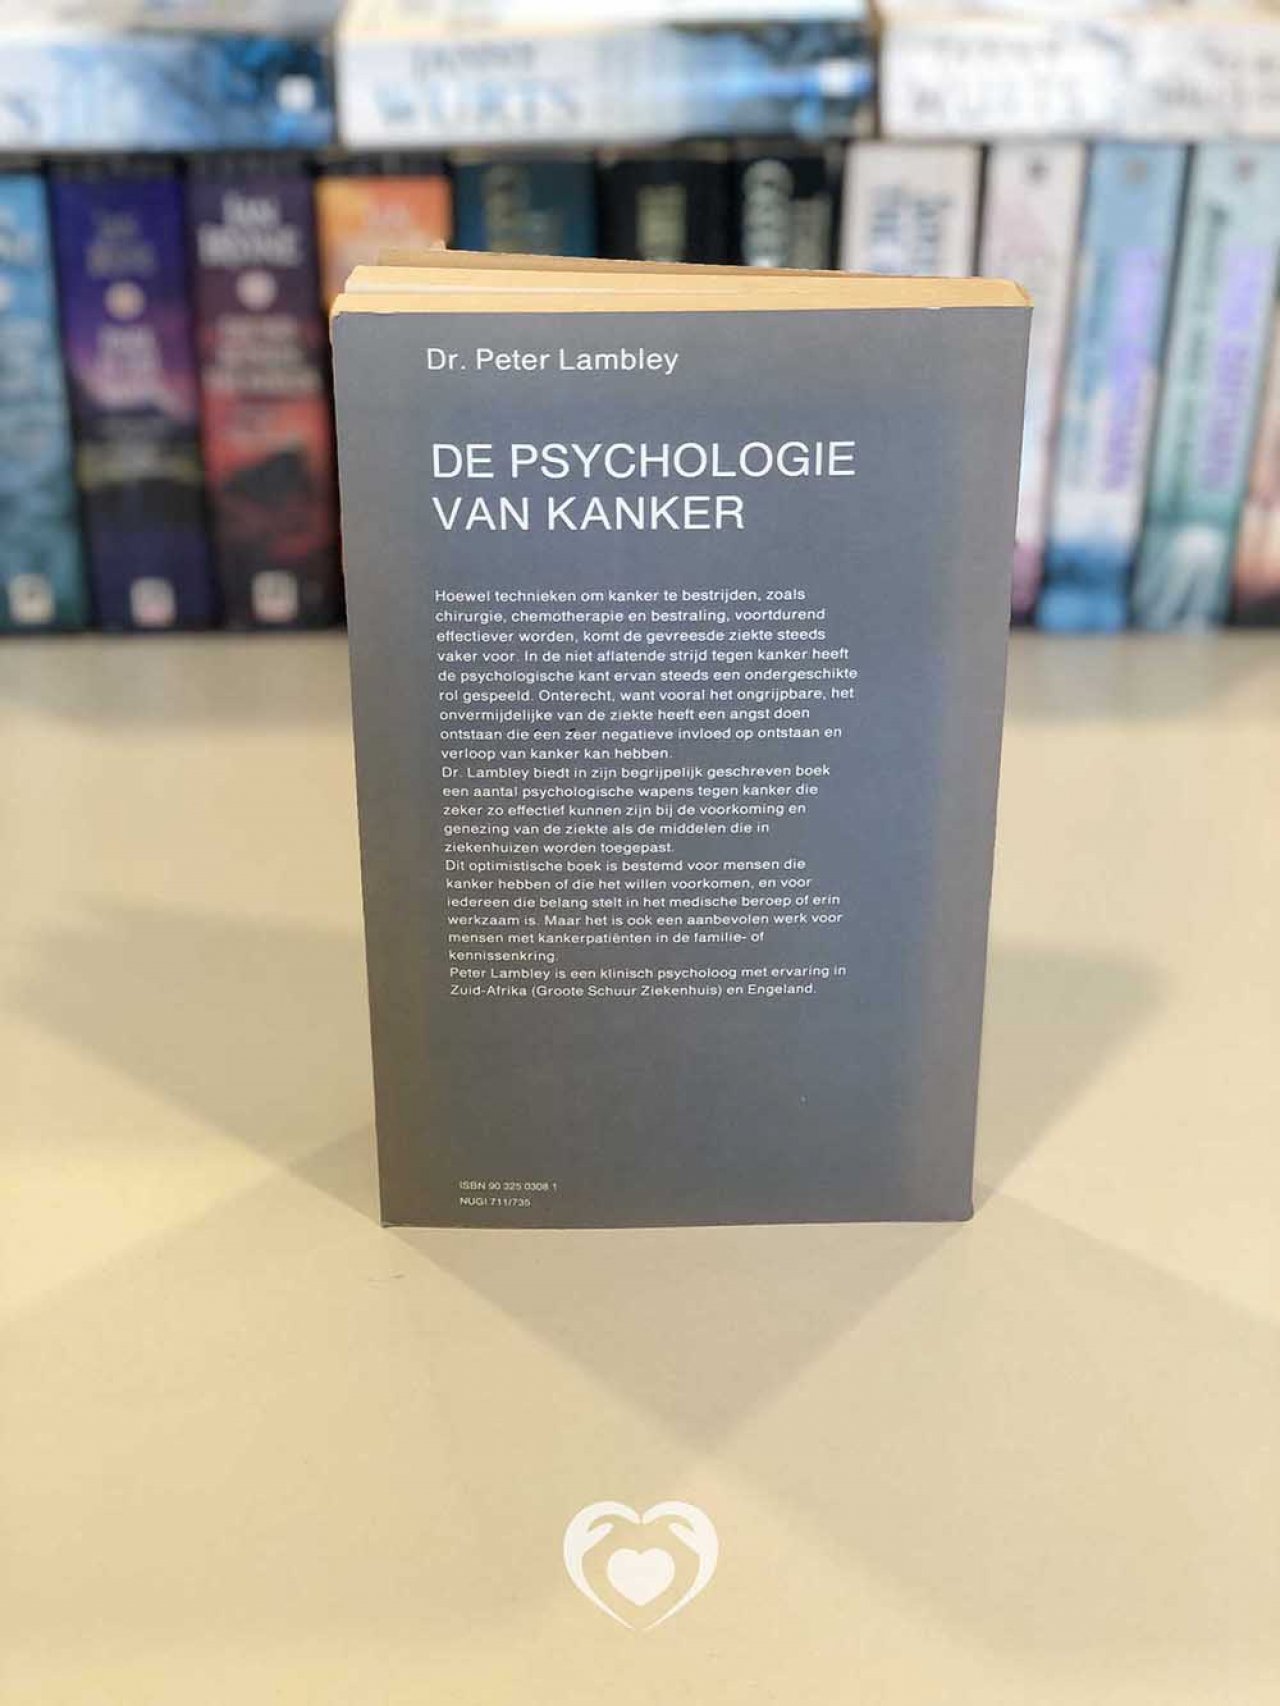 JANNY
WURTS
Dr. Peter Lambley
DE PSYCHOLOGIE
VAN KANKER
Hoewel technieken om kanker te bestrijden, zoals
chirurgie, chemotherapie en bestraling, voortdurend
effectiever worden, komt de gevreesde ziekte steeds
vaker voor. In de niet aflatende strijd tegen kanker heeft
de psychologische kant ervan steeds een ondergeschikte
rol gespeeld. Onterecht, want vooral het ongrijpbare, het
onvermijdelijke van de ziekte heeft een angst doen
ontstaan die een zeer negatieve invloed op ontstaan en
verloop van kanker kan hebben.
Dr. Lambley biedt in zijn begrijpelijk geschreven boek
een aantal psychologische wapens tegen kanker die
zeker zo effectief kunnen zijn bij de voorkoming en
genezing van de ziekte als de middelen die in
ziekenhuizen worden toegepast.
Dit optimistische boek is bestemd voor mensen die
kanker hebben of die het willen voorkomen, en voor
iedereen die belang stelt in het medische beroep of erin
werkzaam is. Maar het is ook een aanbevolen werk voor
mensen met kankerpatiënten in de familie- of
kennissenkring.
Peter Lambley is een klinisch psycholoog met ervaring in
Zuid-Afrika (Groote Schuur Ziekenhuis) en Engeland.
ISBN 90 325 0308 1
NUGI 711/735